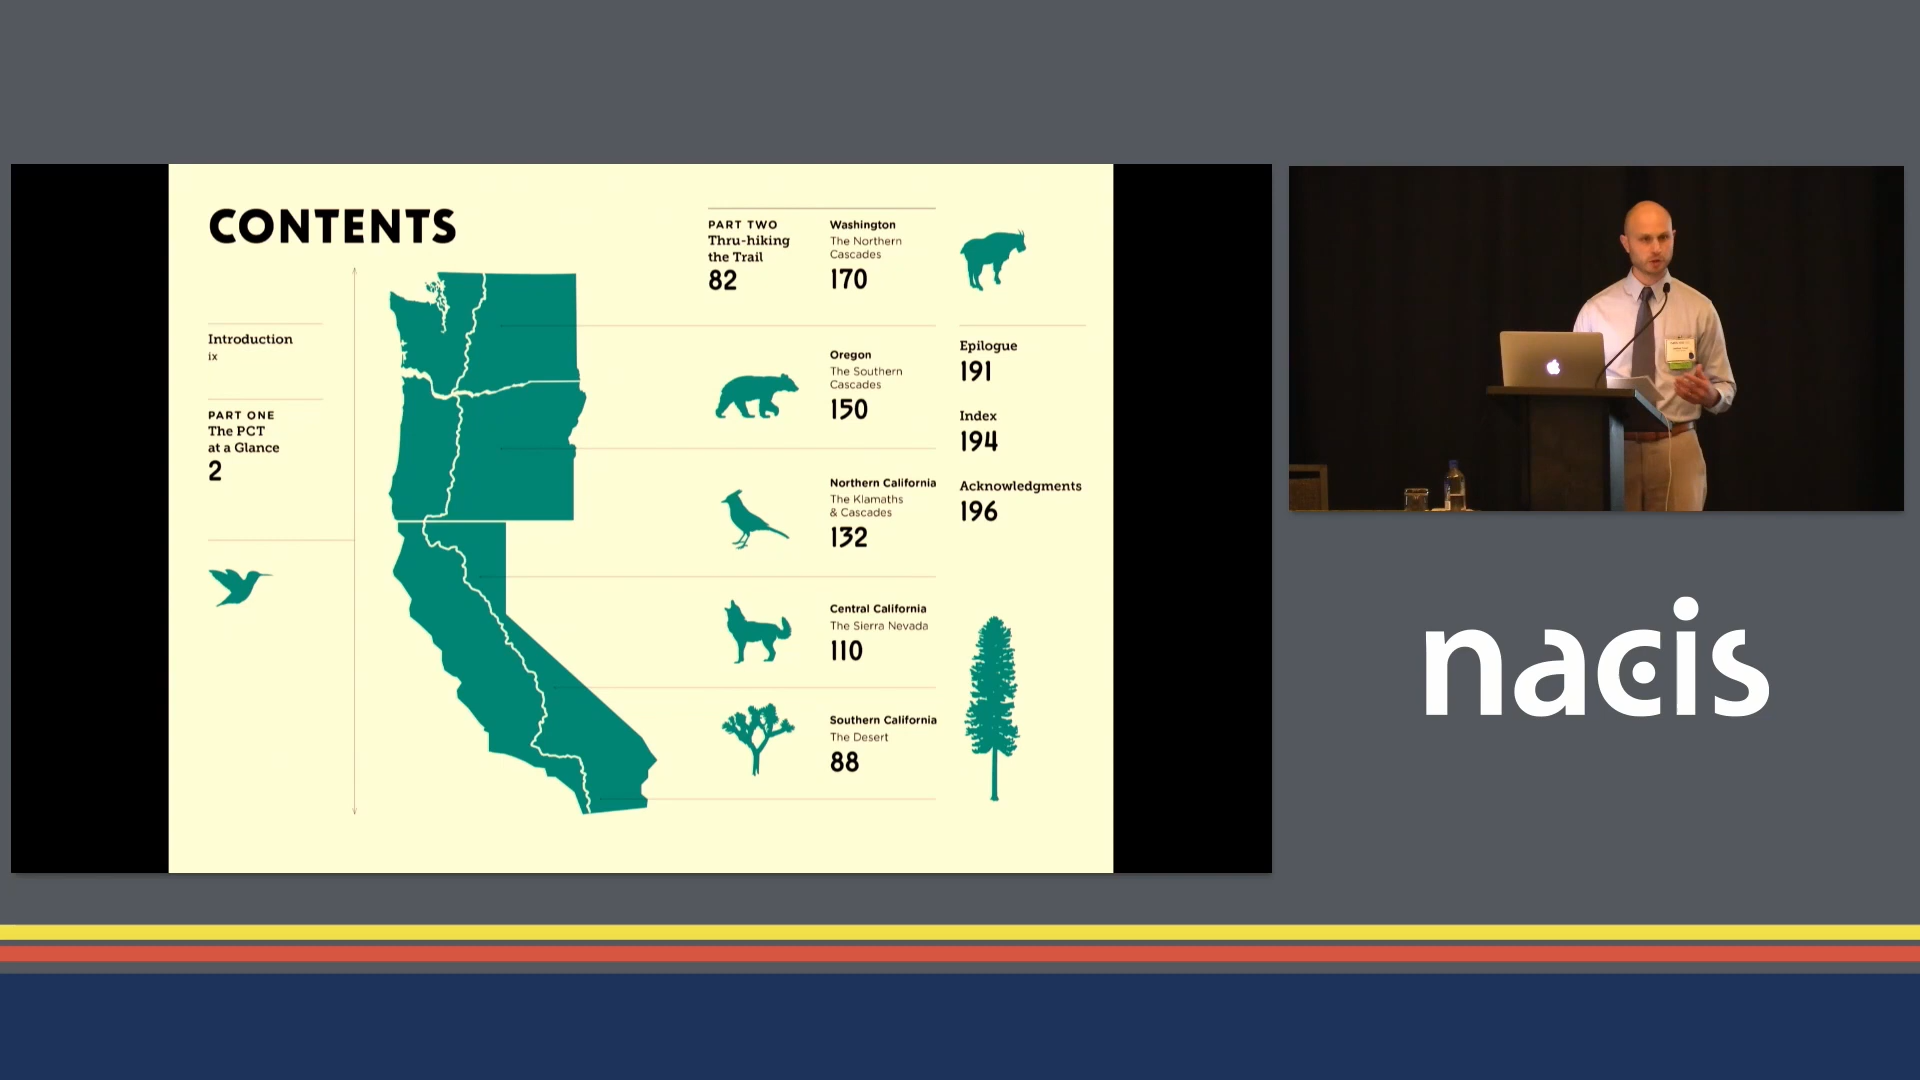 CONTENTS
Introduction
ix
PART ONE
The PCT
at a Glance
2
PART TWO
Thru-hiking
the Trail
82
Washington
The Northern
Cascades
170
Oregon
The Southern
Cascades
150
Northern California
The Klamaths
& Cascades
132
Central California
The Sierra Nevada
110
Southern California
The Desert
88
Epilogue
191
Index
194
Acknowledgments
196
nacis